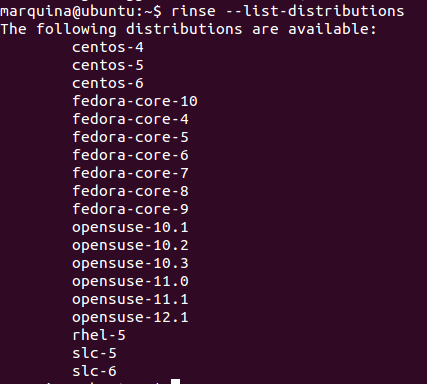 marquina@ubuntu:~$ rinse --list-distributions
The following distributions are available:
centos-4
centos-5
centos-6
fedora-core-10
fedora-core-4
fedora-core-5
fedora-core-6
fedora-core-7
fedora-core-8
fedora-core-9
opensuse-10.1
opensuse-10.2
opensuse-10.3
opensuse-11.0
opensuse-11.1
opensuse-12.1
rhel-5
slc-5
slc-6